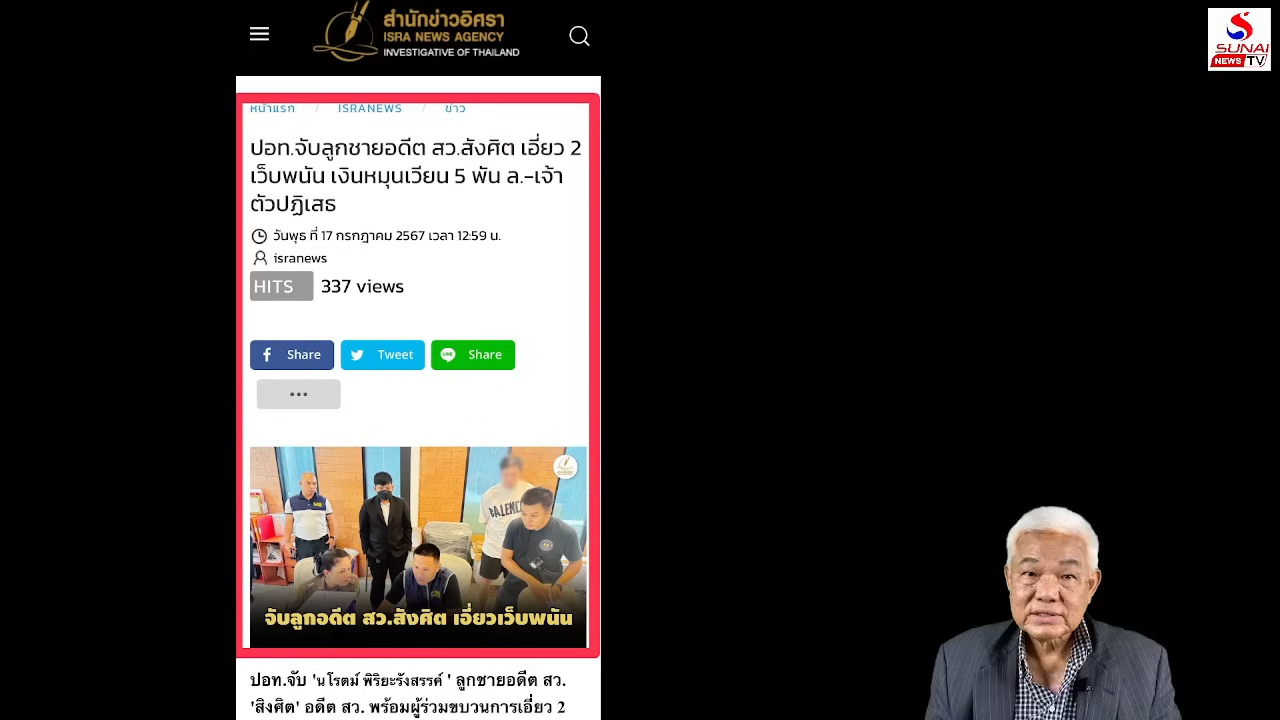 สำนักข่าวอิศรา
ISRA NEWS AGENCY
INVESTIGATIVE OF THAILAND
SUNAI
NEWS TV
หน้าแรก / ISRANEWS / ข่าว
ปอท.จับลูกชายอดีต สว.สังศิต เอี่ยว 2
เว็บพนัน เงินหมุนเวียน 5 พัน ล.-เจ้า
ตัวปฏิเสธ
วันพุธ ที่ 17 กรกฎาคม 2567 เวลา 12:59 น.
isranews
HITS 337 views
Share Tweet Share
•••
BALENCI
จับลูกอดีต สว.สังศิต เอี่ยวเว็บพนัน
ปอท.จับ 'นโรตม์ พิริยะรังสรรค์ ' ลูกชายอดีต สว.
'สิงศิต' อดีต สว. พร้อมผู้ร่วมขบวนการเอี่ยว 2